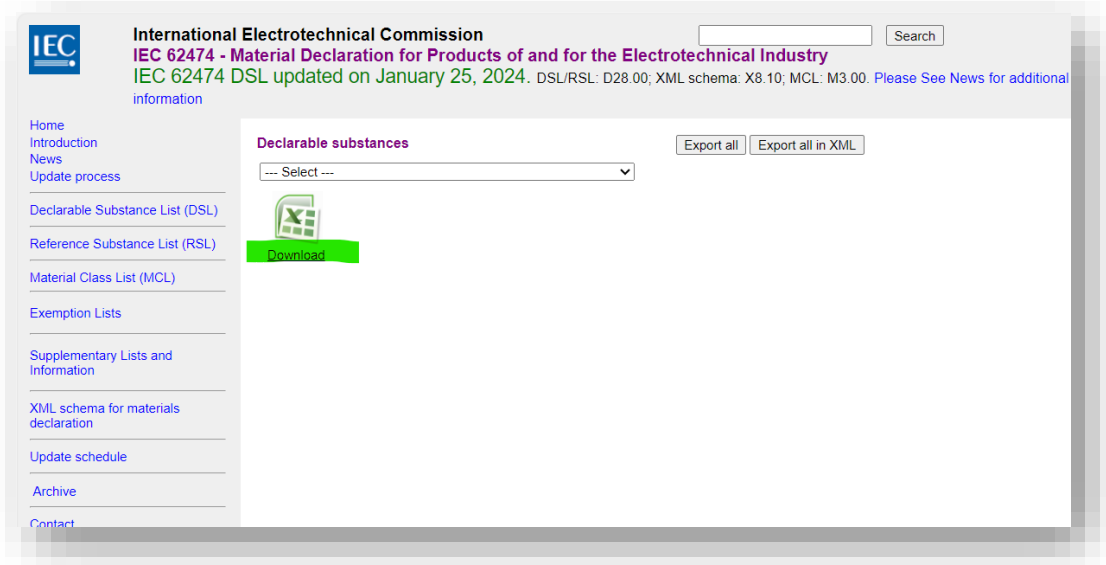 IEC
International Electrotechnical Commission
Search
IEC 62474 - Material Declaration for Products of and for the Electrotechnical Industry
IEC 62474 DSL updated on January 25, 2024. DSL/RSL: D28.00; XML schema: X8.10; MCL: M3.00. Please See News for additional
information
Home
Introduction
News
Update process
Declarable Substance List (DSL)
Reference Substance List (RSL)
Material Class List (MCL)
Exemption Lists
Supplementary Lists and
Information
XML schema for materials
declaration
Update schedule
Archive
Contact
Declarable substances
Export all
Export all in XML
--- Select ---
X
Download